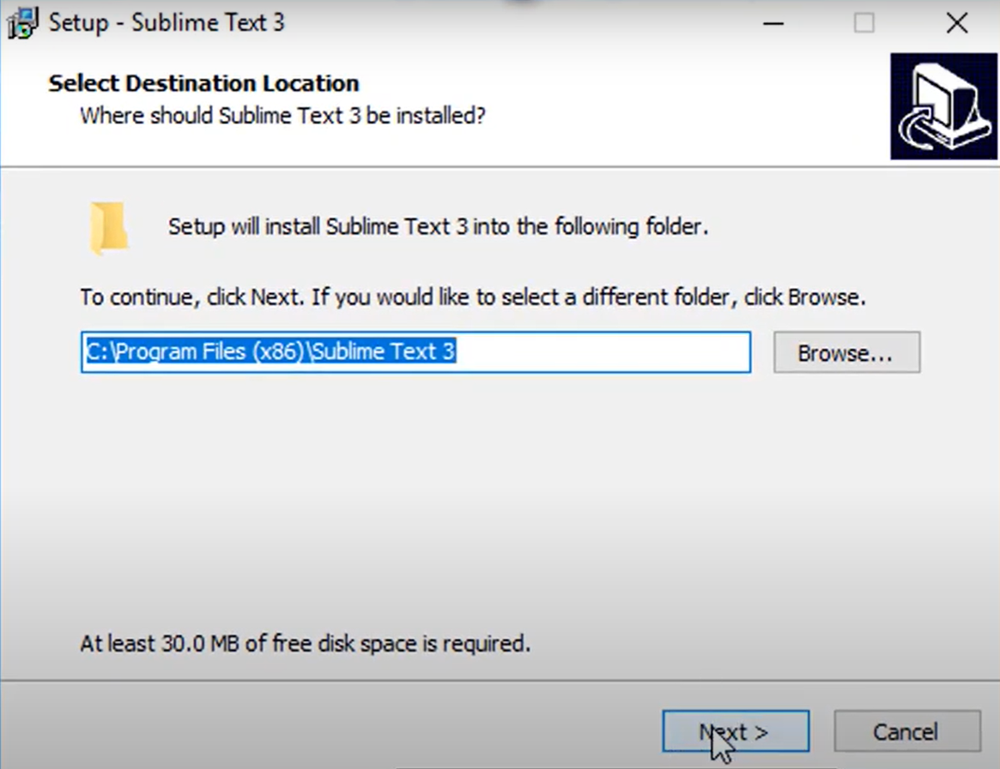 Setup - Sublime Text 3
Select Destination Location
Where should Sublime Text 3 be installed?
Setup will install Sublime Text 3 into the following folder.
To continue, click Next. If you would like to select a different folder, click Browse.
C:\Program Files (x86)\Sublime Text 3
Browse...
At least 30.0 MB of free disk space is required.
Next >
Cancel